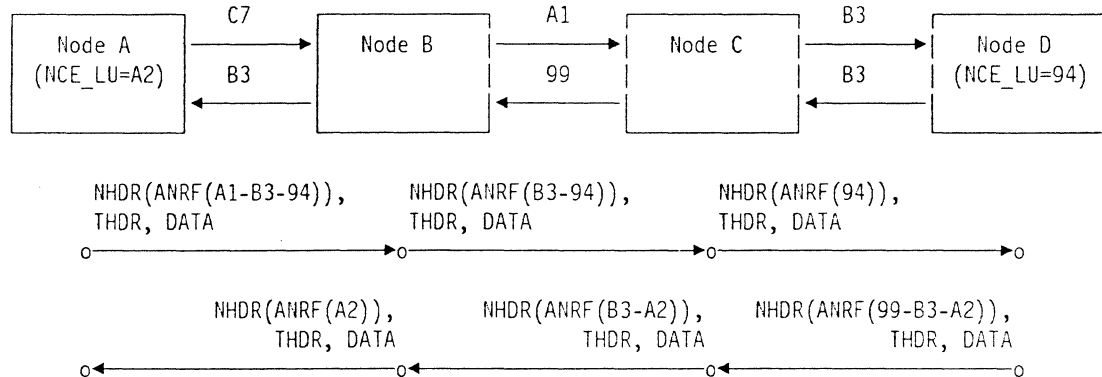 C7 A1 B3
Node A Node B Node C Node D
(NCE_LU=A2) B3 99 B3 (NCE_LU=94)
NHDR(ANRF(A1-B3-94)), NHDR(ANRF(B3-94)), NHDR(ANRF(94)),
THDR, DATA THDR, DATA THDR, DATA
NHDR(ANRF(A2)), NHDR(ANRF(B3-A2)), NHDR(ANRF(99-B3-A2)),
THDR, DATA THDR, DATA THDR, DATA